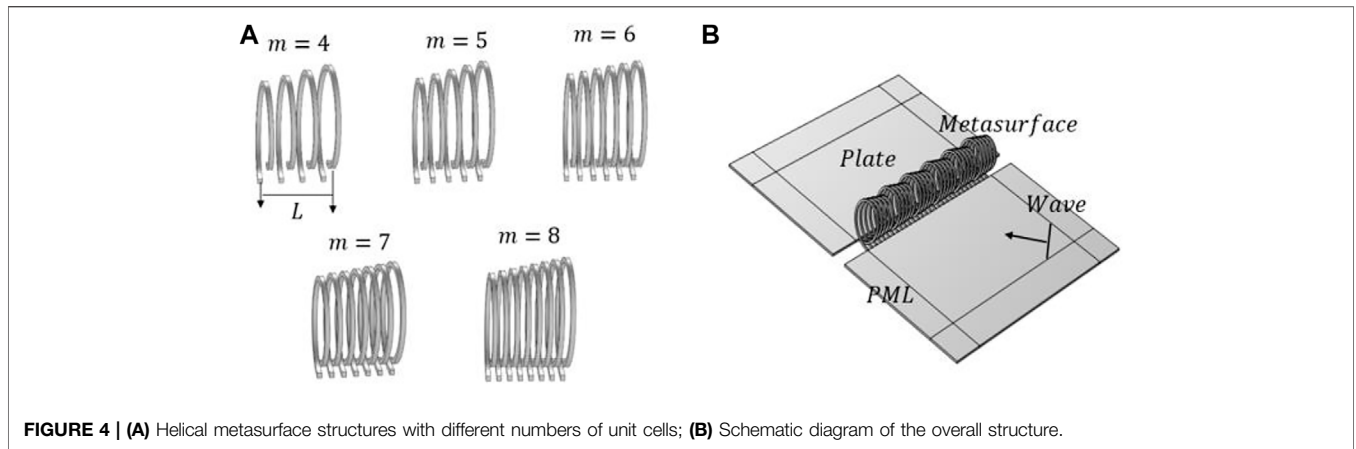 A
m = 4
m = 5
m = 6
L
m = 7
m = 8
B
Metasurface
Plate
Wave
PML
FIGURE 4 | (A) Helical metasurface structures with different numbers of unit cells; (B) Schematic diagram of the overall structure.